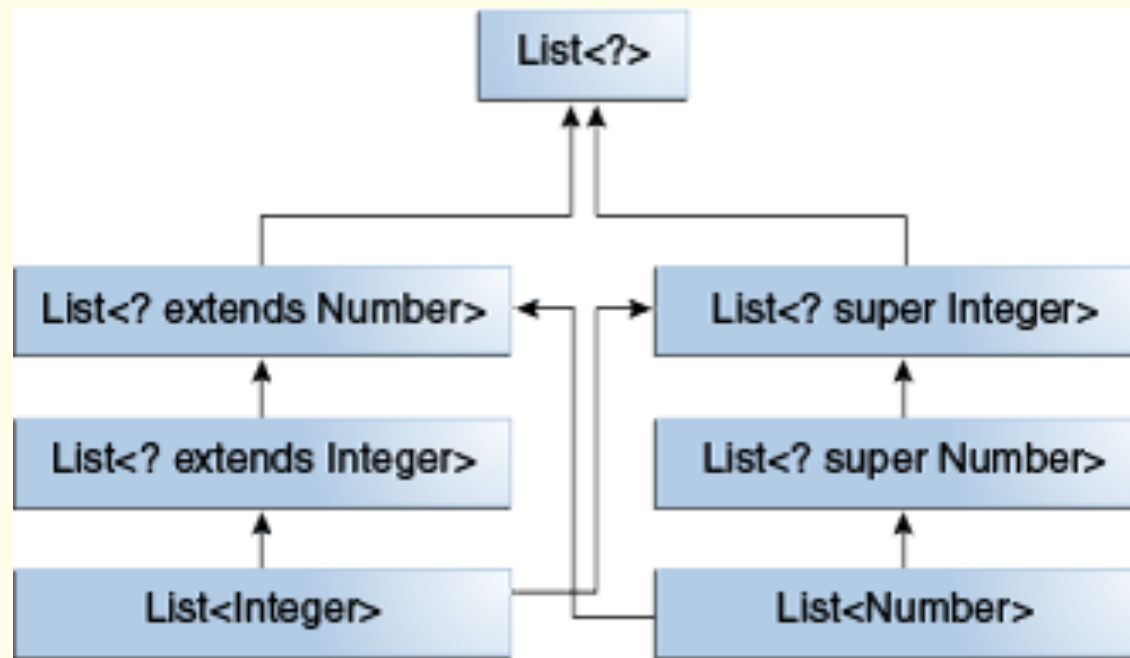 List<?>
List<? extends Number>
List<? super Integer>
List<? extends Integer>
List<? super Number>
List<Integer>
List<Number>